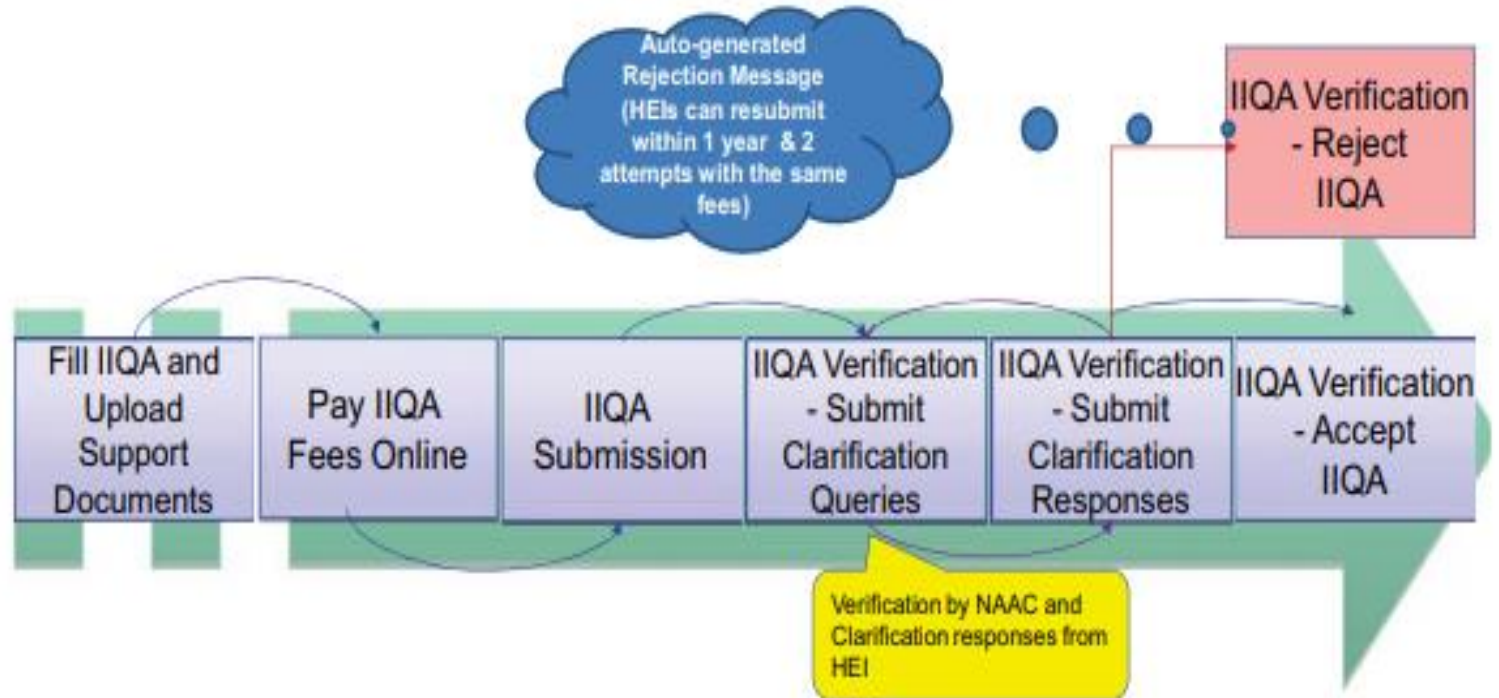 Auto-generated
Rejection Message
(HEIs can resubmit
within 1 year & 2
attempts with the same
fees)
IIQA Verification
- Reject
IIQA
Fill IIQA and
Upload
Support
Documents
Pay IIQA
Fees Online
IIQA
Submission
IIQA Verification
- Submit
Clarification
Queries
IIQA Verification
- Submit
Clarification
Responses
IIQA Verification
- Accept
IIQA
Verification by NAAC and
Clarification responses from
HEI